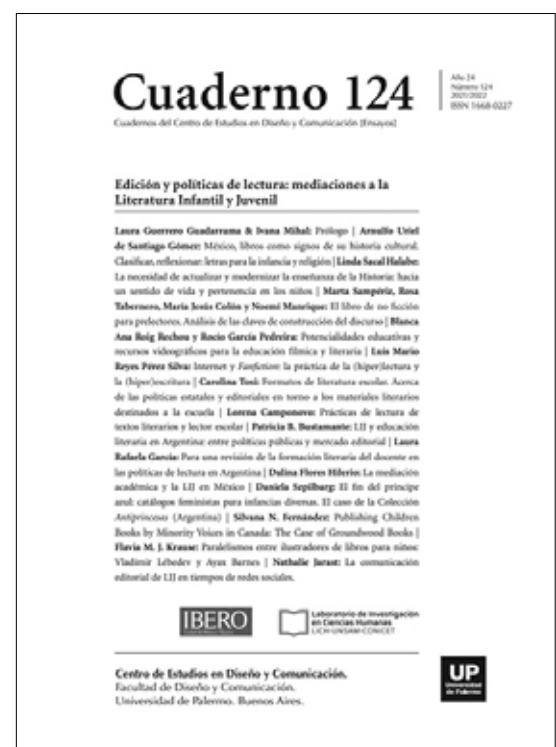 Cuaderno 124
Cuadernos del Centro de Estudios en Diseño y Comunicación [Ensayos]
Año 24
Número 124
2021/2022
ISSN 1668-0227
Edición y políticas de lectura: mediaciones a la
Literatura Infantil y Juvenil
Laura Guerrero Guadarrama & Ivana Mihal: Prólogo | Arnulfo Uriel
de Santiago Gómez: México, libros como signos de su historia cultural.
Clasificar, reflexionar: letras para la infancia y religión | Linda Sacal Halabe:
La necesidad de actualizar y modernizar la enseñanza de la Historia: hacia
un sentido de vida y pertenencia en los niños | Marta Sampériz, Rosa
Tabernero, María Jesús Colón y Noemí Manrique: El libro de no ficción
para prelectores. Análisis de las claves de construcción del discurso | Blanca
Ana Roig Rechou y Rocío García Pedreira: Potencialidades educativas y
recursos videográficos para la educación fílmica y literaria | Luis Mario
Reyes Pérez Silva: Internet y Fanfiction: la práctica de la (hiper)lectura y
la (hiper)escritura | Carolina Tosi: Formatos de literatura escolar. Acerca
de las políticas estatales y editoriales en torno a los materiales literarios
destinados a la escuela | Lorena Camponovo: Prácticas de lectura de
textos literarios y lector escolar | Patricia B. Bustamante: LIJ y educación
literaria en Argentina: entre políticas públicas y mercado editorial | Laura
Rafaela García: Para una revisión de la formación literaria del docente en
las políticas de lectura en Argentina | Dalina Flores Hilerio: La mediación
académica y la LIJ en México | Daniela Szpilbarg: El fin del príncipe
azul: catálogos feministas para infancias diversas. El caso de la Colección
Antiprincesas (Argentina) | Silvana N. Fernández: Publishing Children
Books by Minority Voices in Canada: The Case of Groundwood Books |
Flavia M. J. Krause: Paralelismos entre ilustradores de libros para niños:
Vladimir Lébedev y Ayax Barnes | Nathalie Jarast: La comunicación
editorial de LIJ en tiempos de redes sociales.
IBERO
Laboratorio de Investigación
en Ciencias Humanas
LICH-UNSAM-CONICET
Centro de Estudios en Diseño y Comunicación.
Facultad de Diseño y Comunicación.
Universidad de Palermo. Buenos Aires.
UP
Universidad
de Palermo